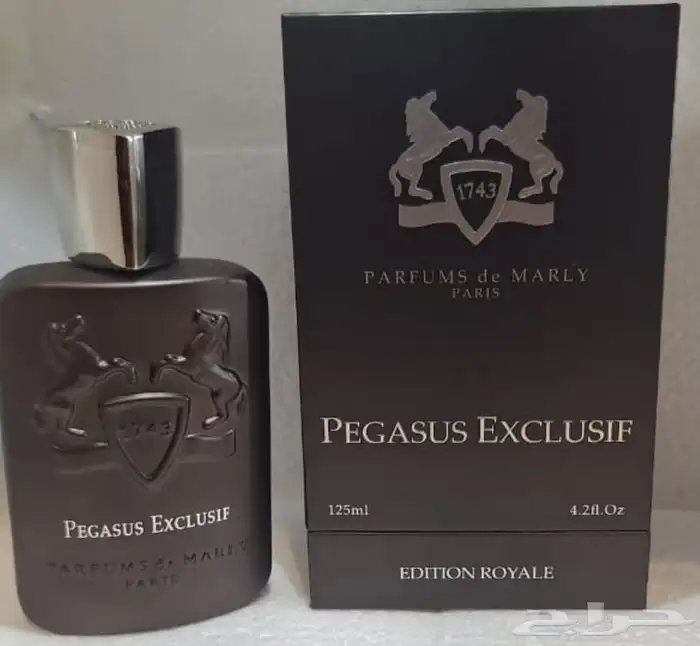 1743
PEGASUS EXCLUSIF
PARFUMS de MARLY
PARIS
1743
PARFUMS de MARLY
PARIS
PEGASUS EXCLUSIF
125ml 4.2fl.Oz
EDITION ROYALE
حراج